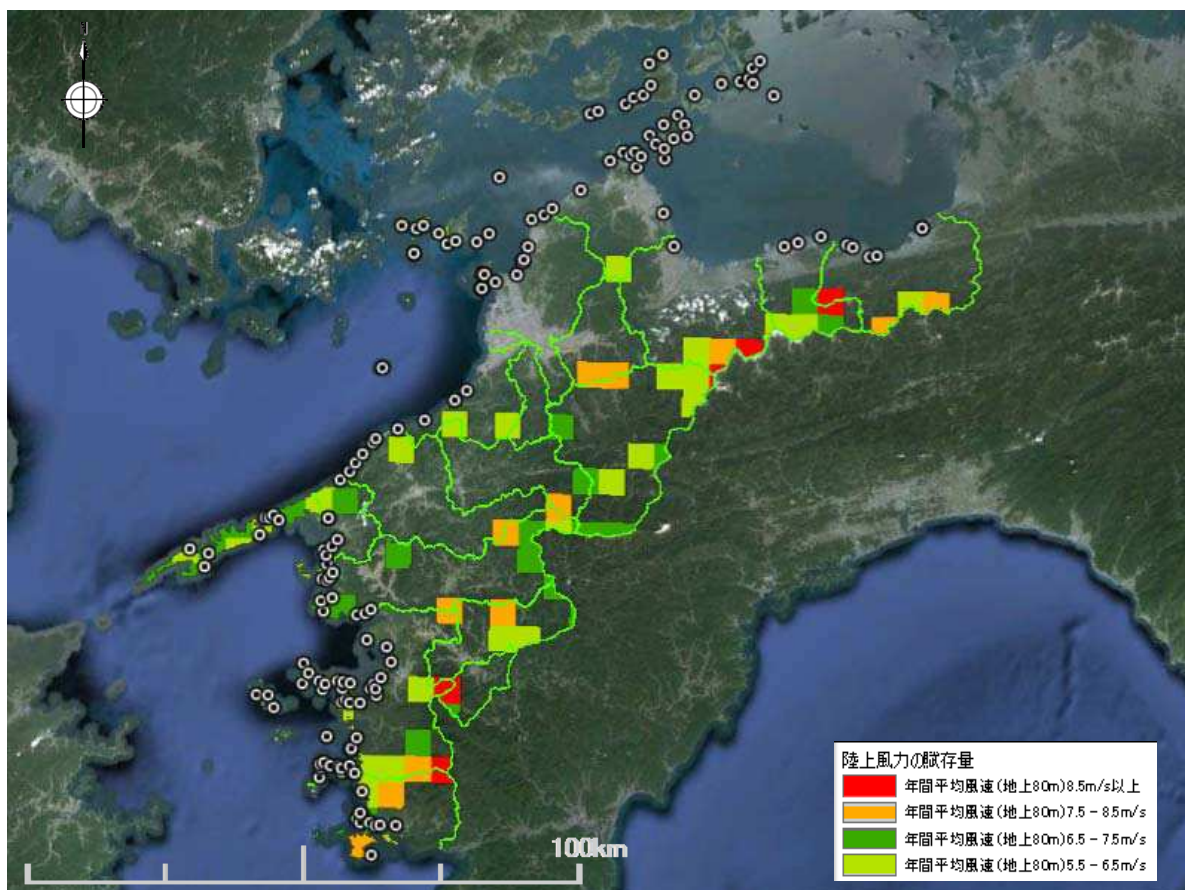 100km
陸上風力の賦存量
年間平均風速(地上80m)8.5m/s以上
年間平均風速(地上80m)7.5 - 8.5m/s
年間平均風速(地上80m)6.5 - 7.5m/s
年間平均風速(地上80m)5.5 - 6.5m/s